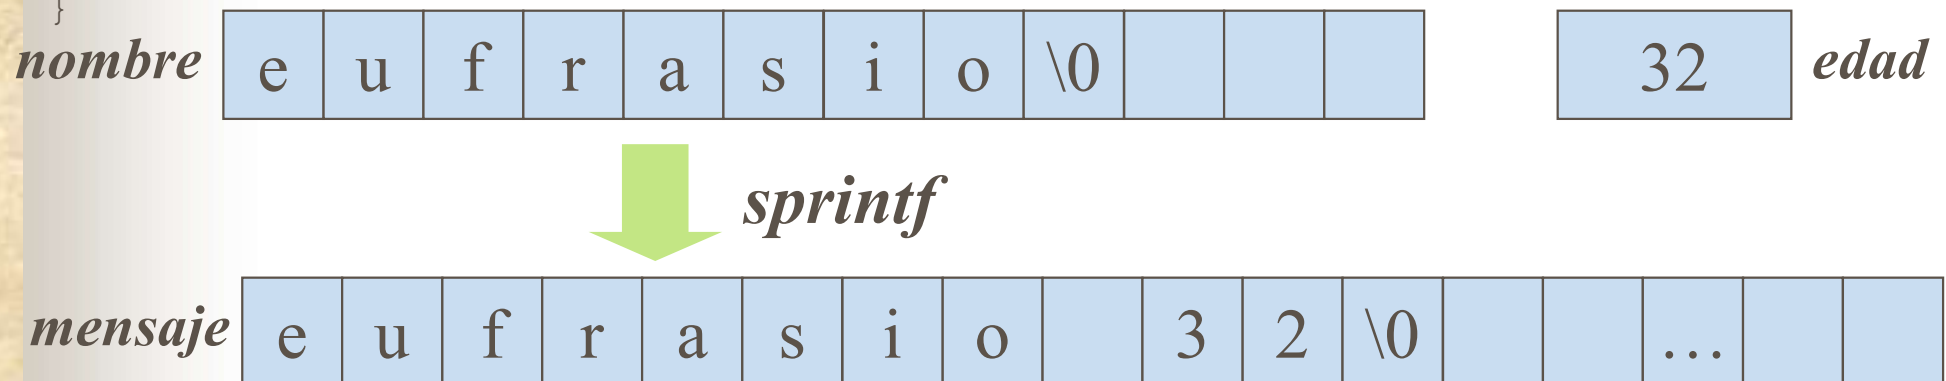 }
nombre e u f r a s i o \0 32 edad
sprintf
mensaje e u f r a s i o 3 2 \0 ...